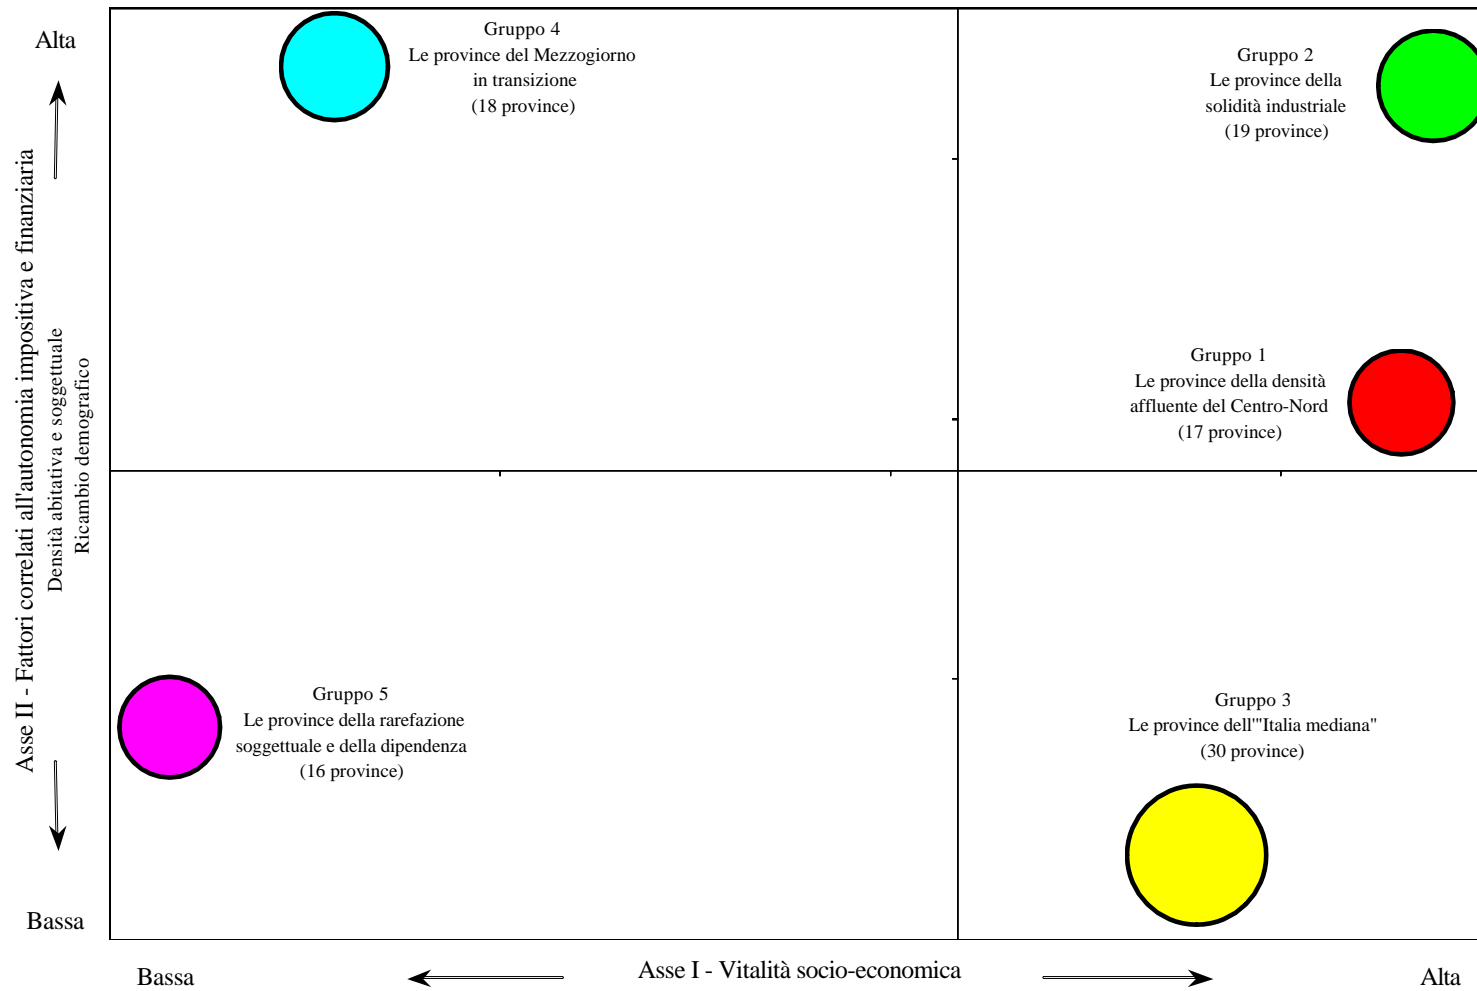 Alta
Gruppo 4
Le province del Mezzogiorno
in transizione
(18 province)
Gruppo 2
Le province della
solidità industriale
(19 province)
Asse II - Fattori correlati all'autonomia impositiva e finanziaria
Densità abitativa e soggettuale
Ricambio demografico
Gruppo 1
Le province della densità
affluente del Centro-Nord
(17 province)
Gruppo 5
Le province della rarefazione
soggettuale e della dipendenza
(16 province)
Gruppo 3
Le province dell'"Italia mediana"
(30 province)
Bassa
Bassa
Asse I - Vitalità socio-economica
Alta